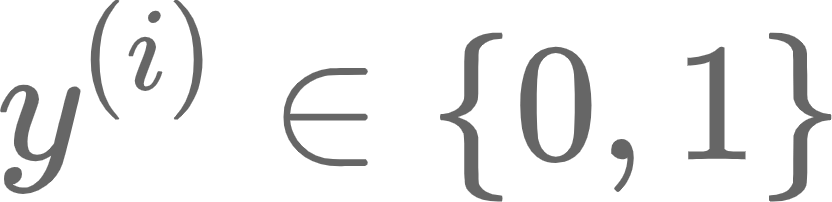 y^{(i)} ∈ {0, 1}